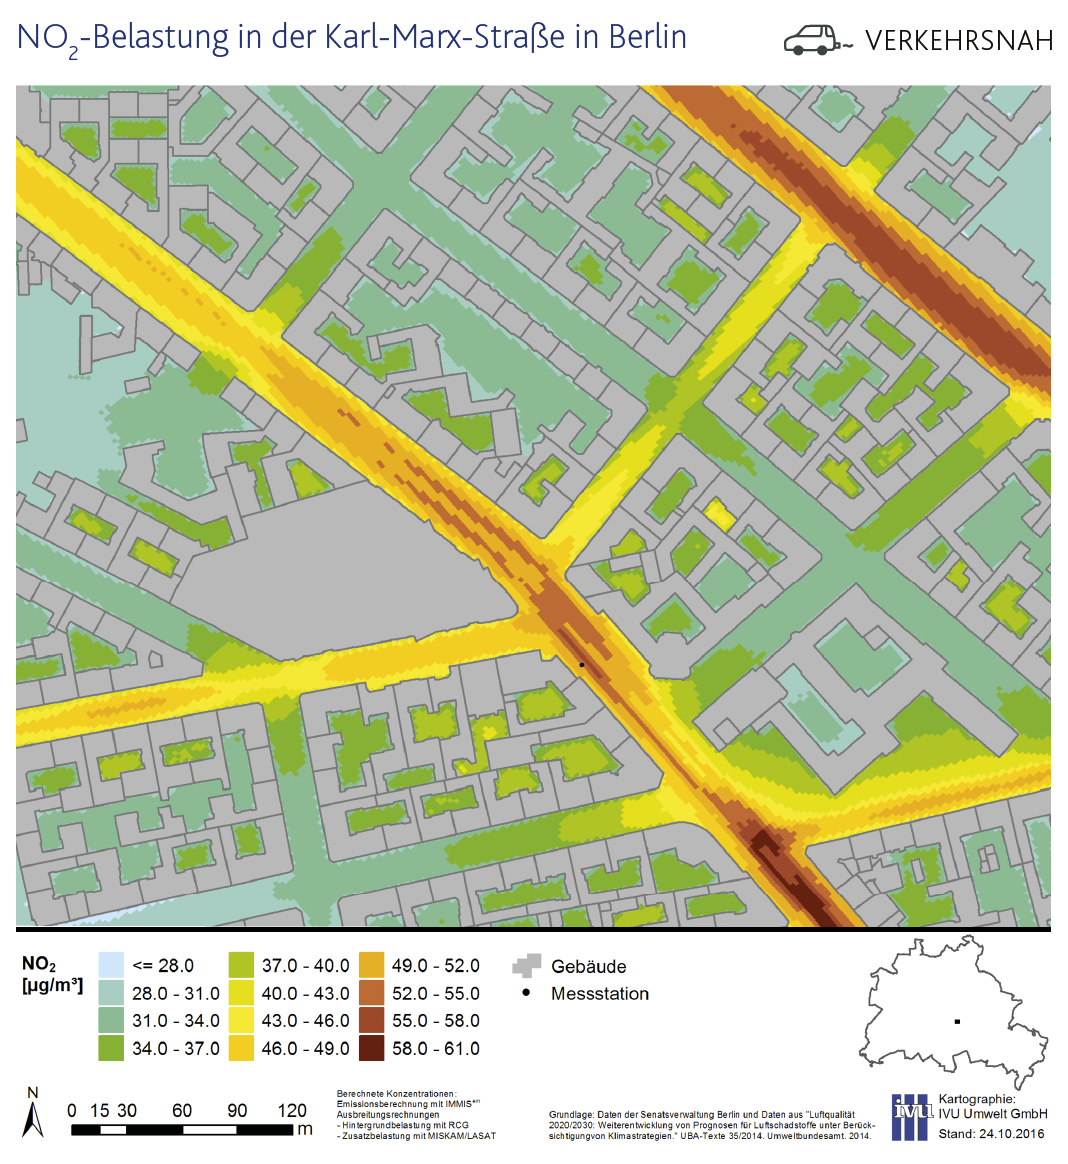 NO2-Belastung in der Karl-Marx-Straße in Berlin
VERKEHRSNAH
NO2
[µg/m³]
<= 28.0
28.0 - 31.0
31.0 - 34.0
34.0 - 37.0
37.0 - 40.0
40.0 - 43.0
43.0 - 46.0
46.0 - 49.0
49.0 - 52.0
52.0 - 55.0
55.0 - 58.0
58.0 - 61.0
Gebäude
Messstation
N
0 15 30 60 90 120
m
Berechnete Konzentrationen:
Emissionsberechnung mit IMMISem
Ausbreitungsrechnungen
- Hintergrundbelastung mit RCG
- Zusatzbelastung mit MISKAM/LASAT
Grundlage: Daten der Senatsverwaltung Berlin und Daten aus "Luftqualität
2020/2030: Weiterentwicklung von Prognosen für Luftschadstoffe unter Berück-
sichtigungvon Klimastrategien." UBA-Texte 35/2014. Umweltbundesamt. 2014.
ivu
Kartographie:
IVU Umwelt GmbH
Stand: 24.10.2016